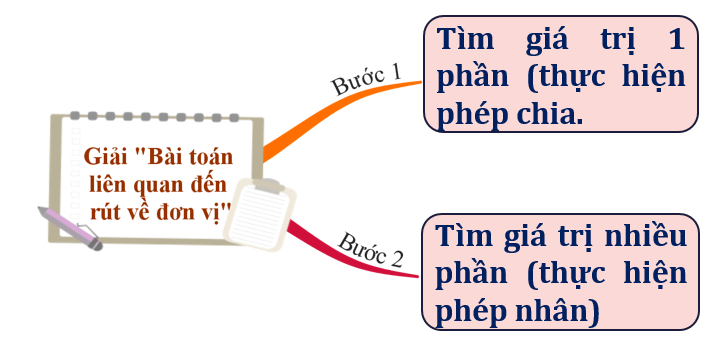 Giải "Bài toán
liên quan đến
rút về đơn vị"
Bước 1
Tìm giá trị 1
phần (thực hiện
phép chia.
Bước 2
Tìm giá trị nhiều
phần (thực hiện
phép nhân)